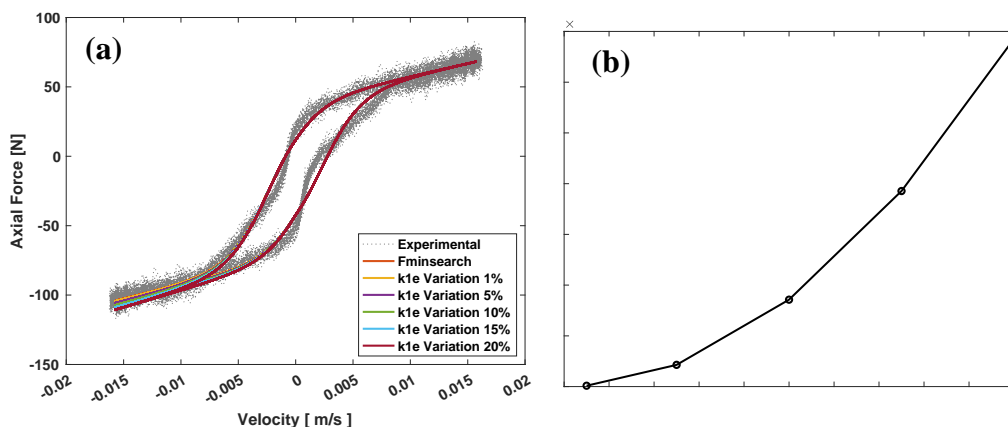 (a)
100
50
0
-50
-100
-150
Axial Force [N]
Experimental
Fminsearch
k1e Variation 1%
k1e Variation 5%
k1e Variation 10%
k1e Variation 15%
k1e Variation 20%
-0.02
-0.015
-0.01
-0.005
0
0.005
0.01
0.015
0.02
Velocity [ m/s ]
×
(b)